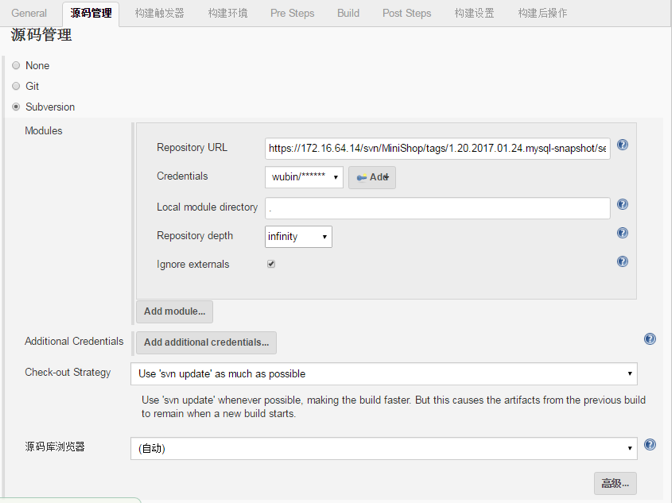 General 源码管理 构建触发器 构建环境 Pre Steps Build Post Steps 构建设置 构建后操作
源码管理
None
Git
Subversion
Modules
Repository URL https://172.16.64.14/svn/MiniShop/tags/1.20.2017.01.24.mysql-snapshot/se
Credentials wubin/****** Add
Local module directory .
Repository depth infinity
Ignore externals
Add module...
Additional Credentials Add additional credentials...
Check-out Strategy Use 'svn update' as much as possible
Use 'svn update' whenever possible, making the build faster. But this causes the artifacts from the previous build
to remain when a new build starts.
源码库浏览器 (自动)
高级...